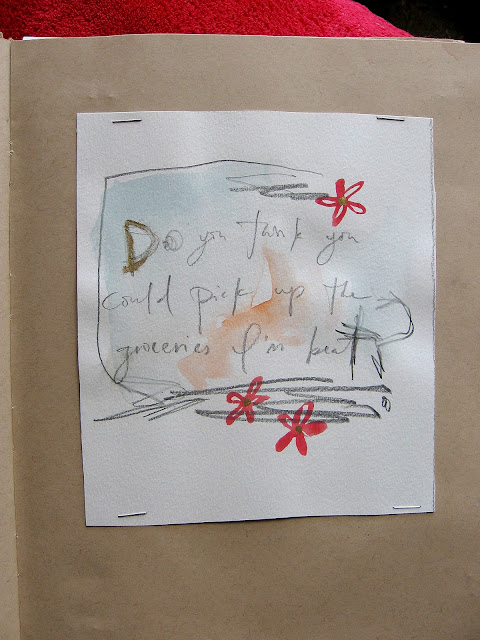 Do you think you
could pick up the
groceries I'm beat